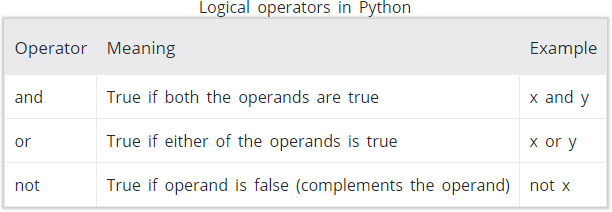 Logical operators in Python
Operator Meaning Example
and True if both the operands are true x and y
or True if either of the operands is true x or y
not True if operand is false (complements the operand) not x